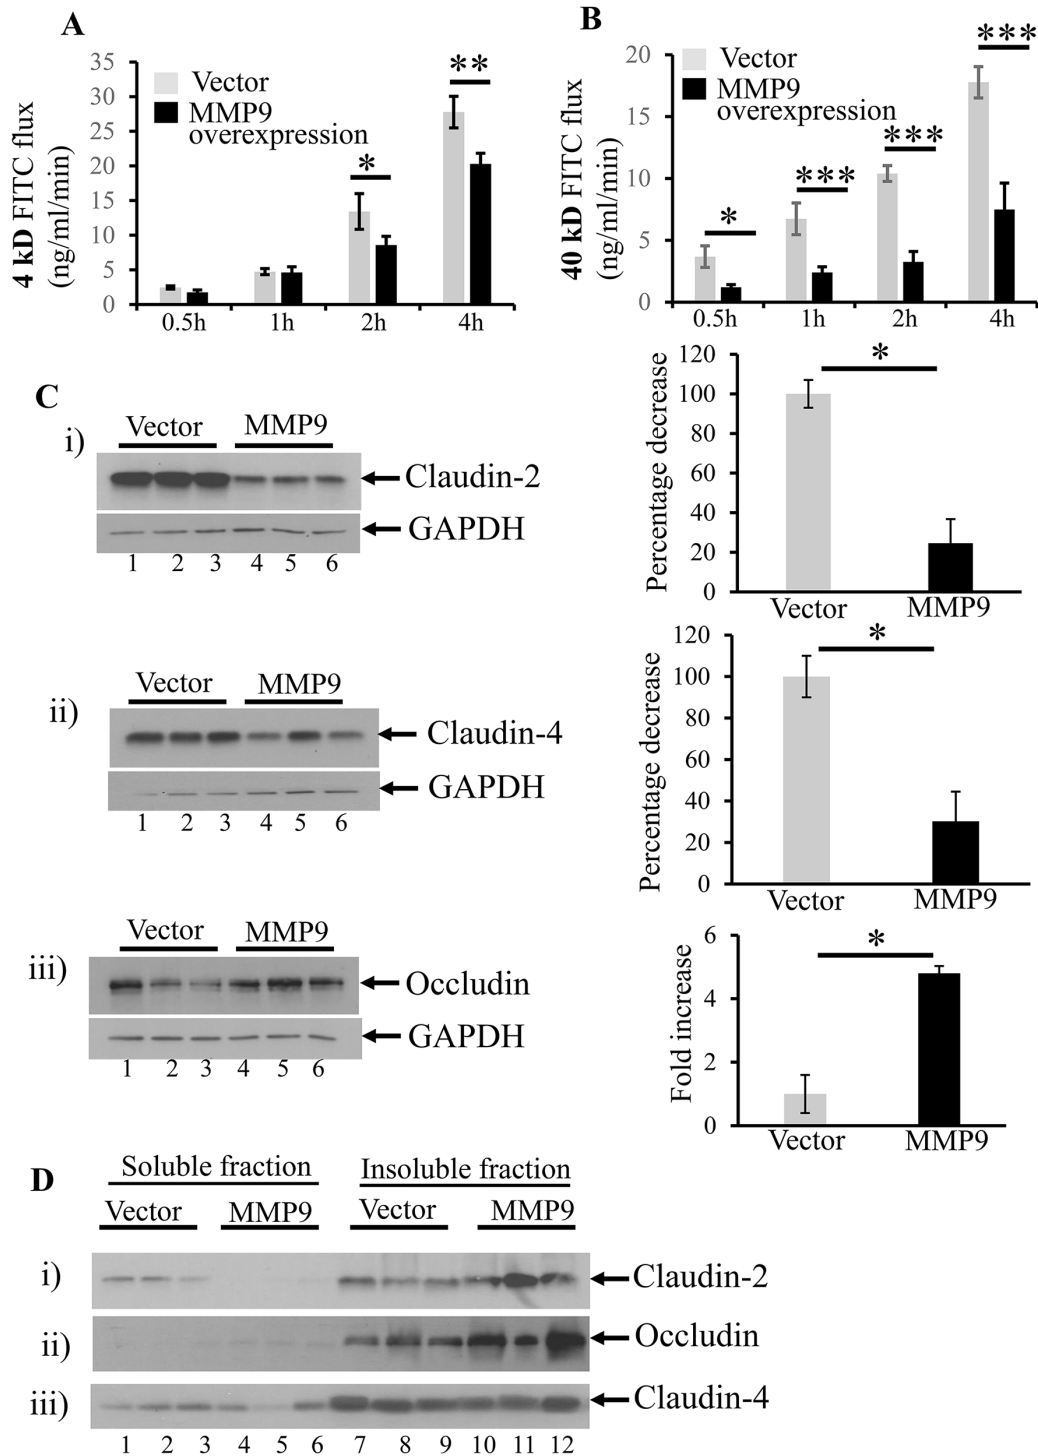 A
4 kD FITC flux
(ng/ml/min)
35
30
25
20
15
10
5
0
Vector
MMP9
overexpression
*
**
0.5h 1h 2h 4h
B
40 kD FITC flux
(ng/ml/min)
20
15
10
5
0
Vector
MMP9
overexpression
*
***
***
***
0.5h 1h 2h 4h
C
i)
Vector MMP9
Claudin-2
GAPDH
1 2 3 4 5 6
Percentage decrease
120
100
80
60
40
20
0
*
Vector MMP9
ii)
Vector MMP9
Claudin-4
GAPDH
1 2 3 4 5 6
Percentage decrease
120
100
80
60
40
20
0
*
Vector MMP9
iii)
Vector MMP9
Occludin
GAPDH
1 2 3 4 5 6
Fold increase
6
4
2
0
*
Vector MMP9
D
Soluble fraction Insoluble fraction
Vector MMP9 Vector MMP9
i) Claudin-2
ii) Occludin
iii) Claudin-4
1 2 3 4 5 6 7 8 9 10 11 12